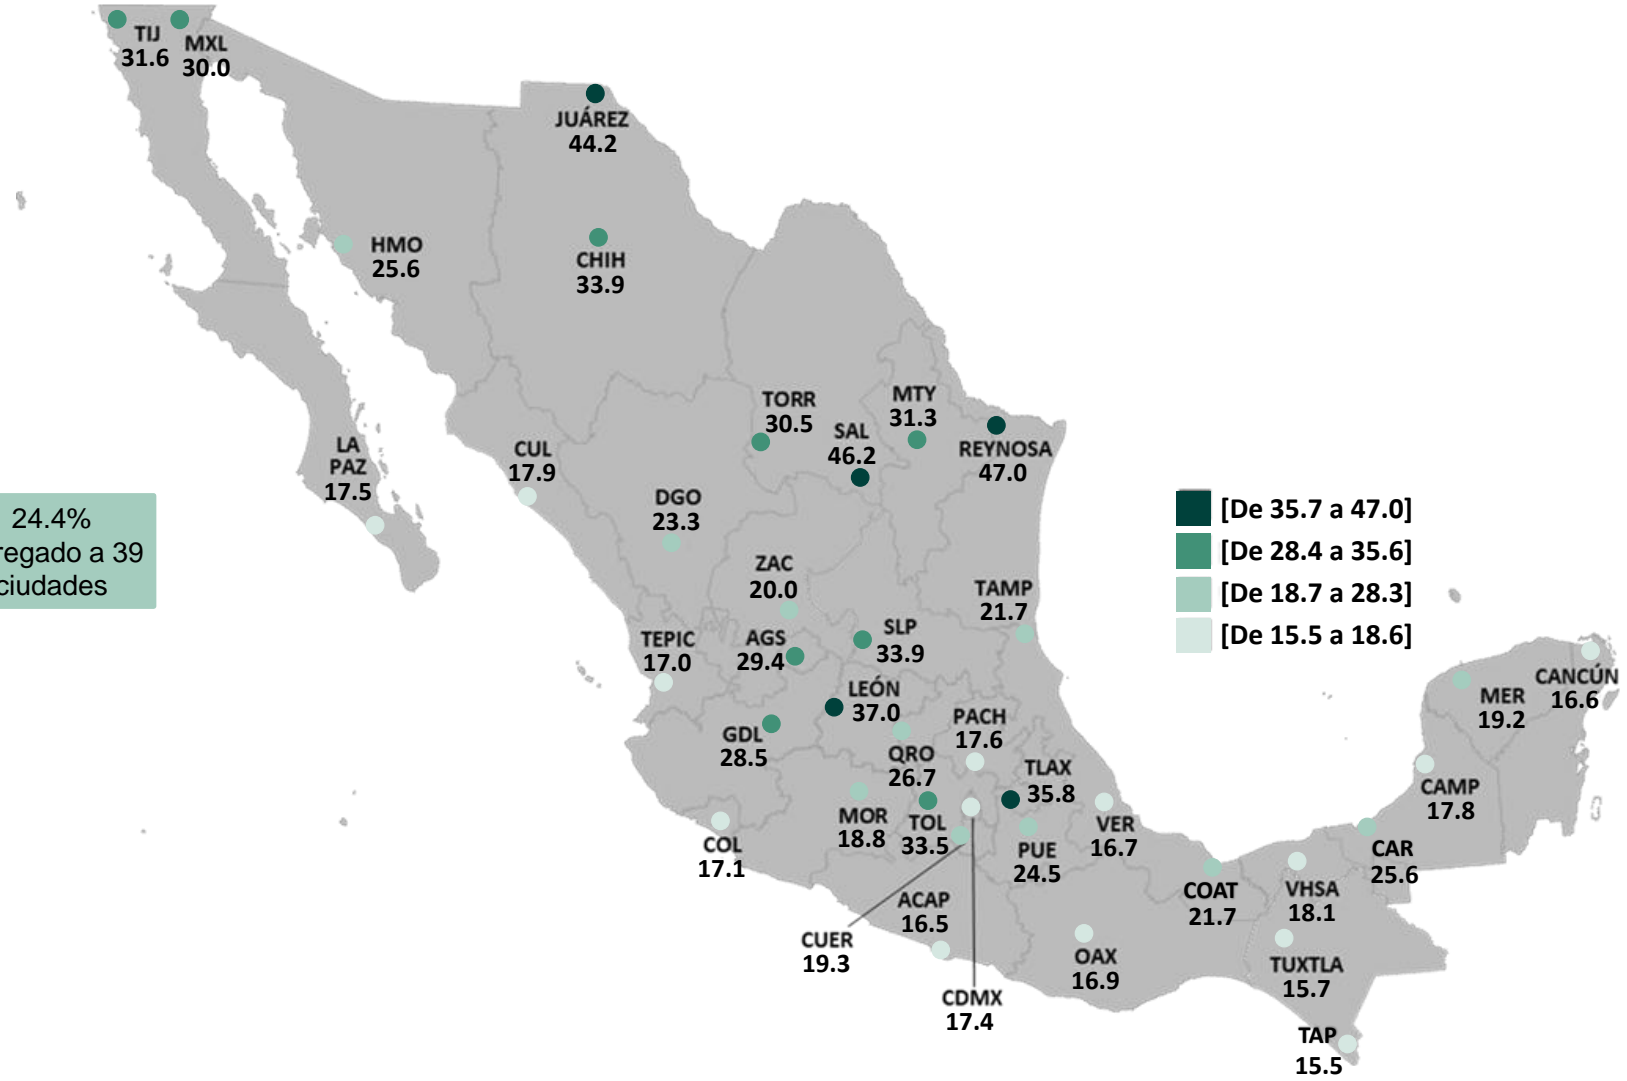 TIJ
31.6
MXL
30.0
JUÁREZ
44.2
HMO
25.6
CHIH
33.9
TORR
30.5
MTY
31.3
SAL
46.2
REYNOSA
47.0
LA
PAZ
17.5
CUL
17.9
DGO
23.3
24.4%
regado a 39
ciudades
[De 35.7 a 47.0]
[De 28.4 a 35.6]
[De 18.7 a 28.3]
[De 15.5 a 18.6]
ZAC
20.0
TAMP
21.7
TEPIC
17.0
AGS
29.4
SLP
33.9
LEÓN
37.0
GDL
28.5
QRO
26.7
PACH
17.6
TLAX
35.8
MER
19.2
CANCÚN
16.6
CAMP
17.8
COL
17.1
MOR
18.8
TOL
33.5
PUE
24.5
VER
16.7
CAR
25.6
COAT
21.7
VHSA
18.1
ACAP
16.5
CUER
19.3
OAX
16.9
TUXTLA
15.7
CDMX
17.4
TAP
15.5